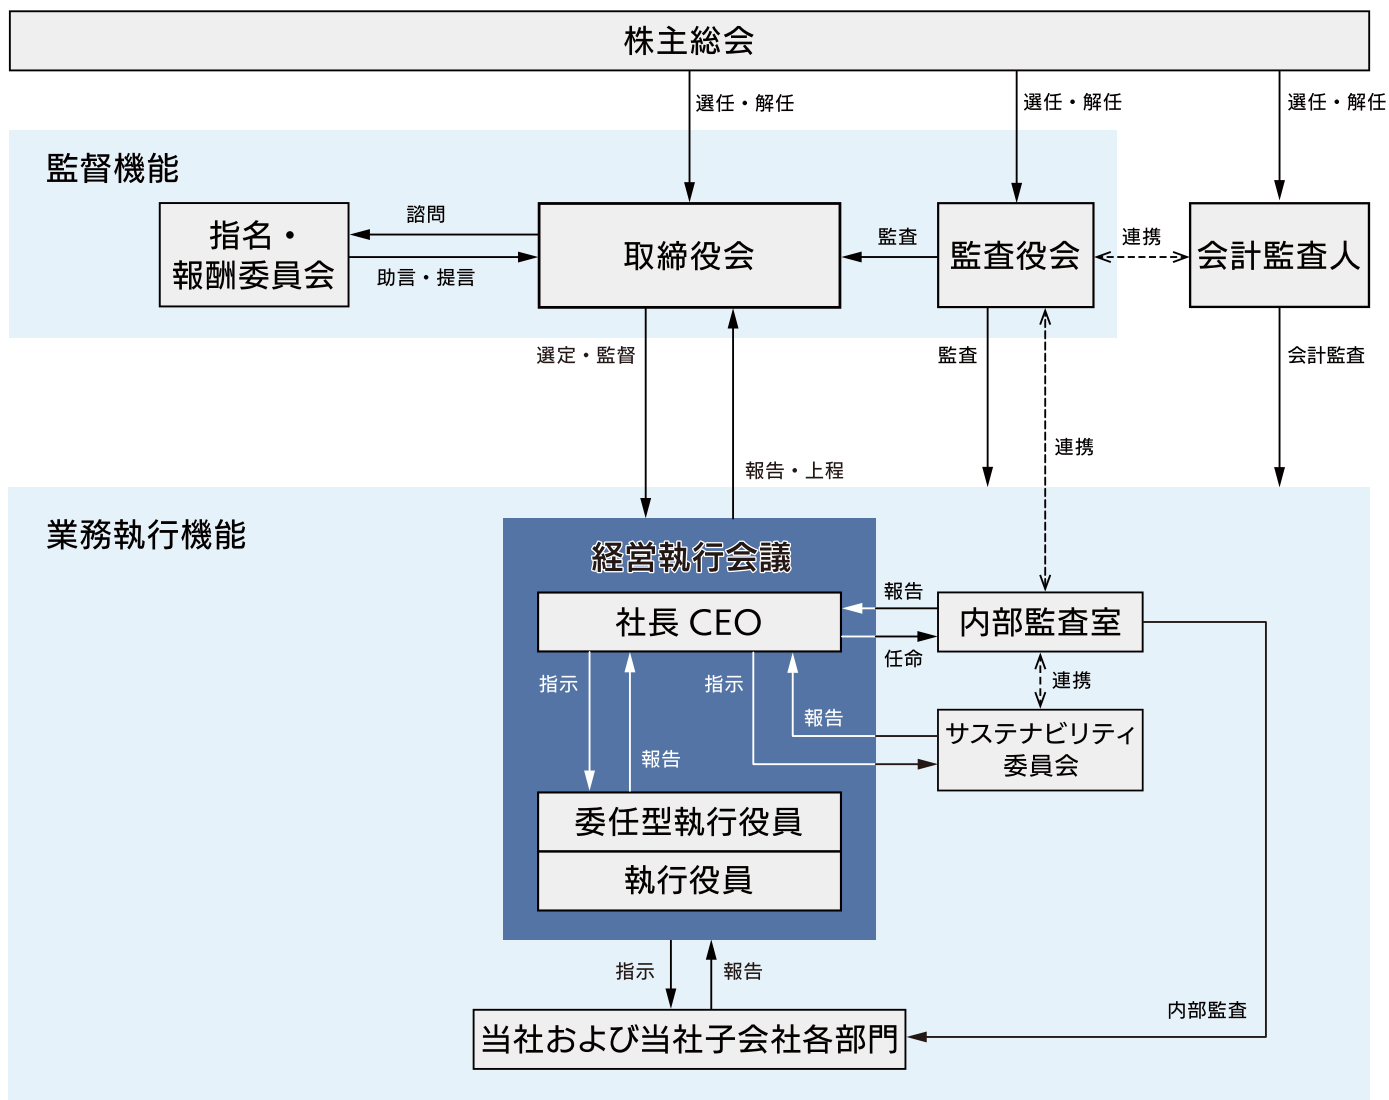 株主総会
選任・解任
選任・解任
選任・解任
監督機能
指名・
報酬委員会
諮問
助言・提言
取締役会
監査
監査役会
連携
会計監査人
選定・監督
報告・上程
監査
連携
会計監査
業務執行機能
経営執行会議
社長 CEO
報告
任命
内部監査室
指示
報告
指示
報告
連携
サステナビリティ
委員会
委任型執行役員
執行役員
指示
報告
内部監査
当社および当社子会社各部門